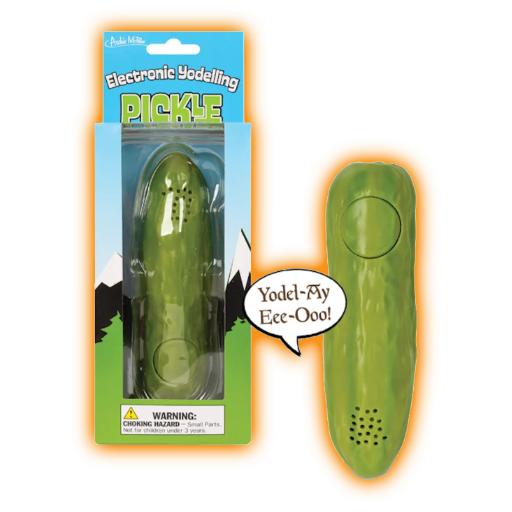 Archie McPhee
Electronic Yodelling
PICKLE
Yodel-Ay
Eee-Ooo!
WARNING:
CHOKING HAZARD — Small Parts.
Not for children under 3 years.